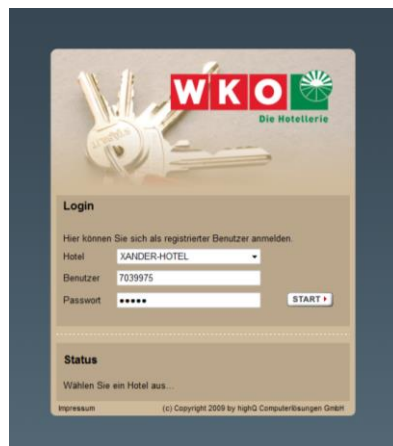 WKO
Die Hotellerie
Login
Hier können Sie sich als registrierter Benutzer anmelden.
Hotel XANDER-HOTEL
Benutzer 7039975
Passwort •••••
START
Status
Wählen Sie ein Hotel aus...
Impressum (c) Copyright 2009 by highQ Computerlösungen GmbH